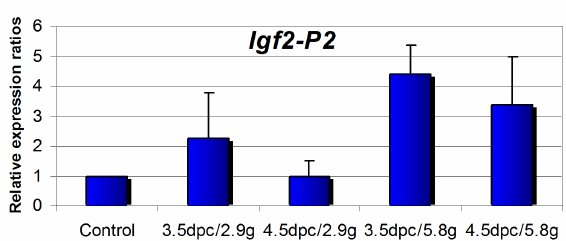 Igf2-P2
Relative expression ratios
6
5
4
3
2
1
0
Control 3.5dpc/2.9g 4.5dpc/2.9g 3.5dpc/5.8g 4.5dpc/5.8g